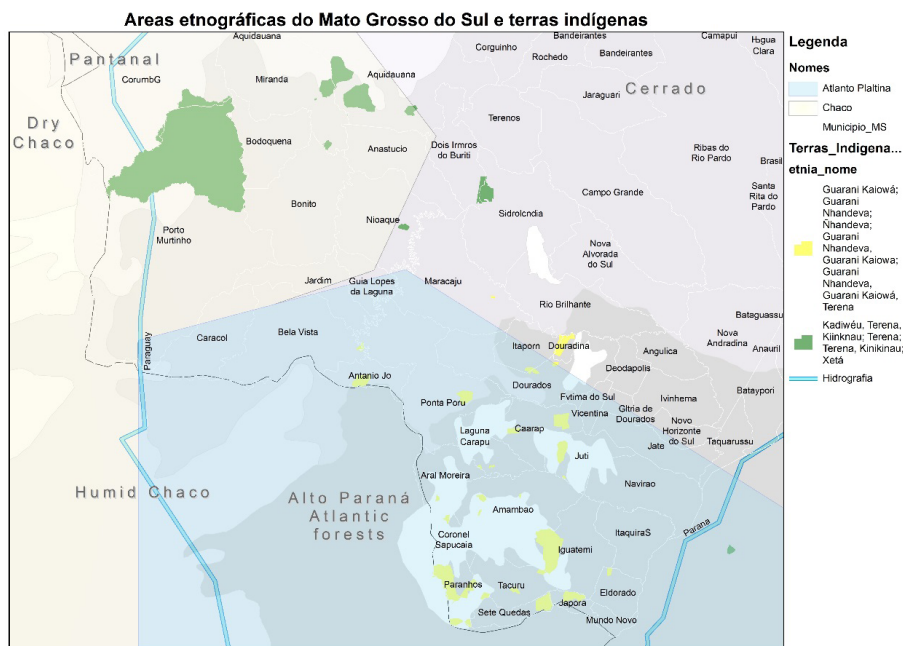 Areas etnográficas do Mato Grosso do Sul e terras indígenas
Aquidauana
Pantanal
CorumbG
Miranda
Aquidauana
Corguinho
Bandeirantes
Rochedo
Bandeirantes
Camapui
Hgua
Clara
Jaraguari
Cerrado
Dry
Chaco
Bodoquena
Anastucio
Terenos
Dois Irmros
do Buriti
Ribas do
Rio Pardo
Brasil
Campo Grande
Santa
Rita do
Pardo
Bonito
Nioaque
Sidrolcndia
Porto
Murtinho
Nova
Alvorada
do Sul
Jardim
Guia Lopes
da Laguna
Maracaju
Rio Brilhante
Bataguassu
Paraguay
Caracol
Bela Vista
Itaporn
Douradina
Nova
Andradina
Anauril
Angulica
Deodapolis
Antanio Jo
Dourados
Fvtima do Sul
Ivinhema
Bataypori
Ponta Poru
Vicentina
Gltria de
Dourados
Novo
Horizonte
do Sul
Laguna
Carapu
Caarap
Jate
Taquarussu
Juti
Aral Moreira
Navirao
Humid Chaco
Alto Paraná
Atlantic
forests
Amambao
Coronel
Sapucaia
ItaquiraS
Parana
Iguatemi
Paranhos
Tacuru
Eldorado
Japora
Sete Quedas
Mundo Novo
Legenda
Nomes
Atlanto Plaltina
Chaco
Municipio_MS
Terras_Indigena...
etnia_nome
Guarani Kaiowá;
Guarani
Nhandeva;
Ñhandeva;
Guarani
Nhandeva,
Guarani Kaiowa;
Guarani
Nhandeva,
Guarani Kaiowá,
Terena
Kadiwéu, Terena,
Kiinknau; Terena;
Terena, Kinikinau;
Xetá
Hidrografia